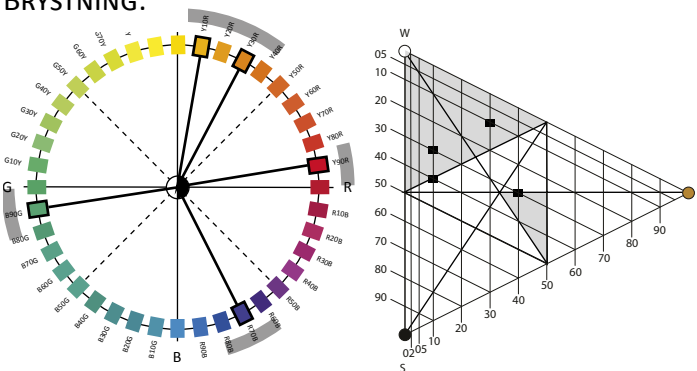 BRYSTNING:
Y10R
Y20R
Y30R
Y40R
Y50R
Y60R
Y70R
Y80R
Y90R
R
R10B
R20B
R30B
R40B
R50B
R60B
R70B
R80B
R90B
B
B10G
B20G
B30G
B40G
B50G
B60G
B70G
B80G
B90G
G
G10Y
G20Y
G30Y
G40Y
G50Y
G60Y
G70Y
Y
W
05
10
20
30
40
50
60
70
80
90
S
02
05
10
20
30
40
50
60
70
80
90